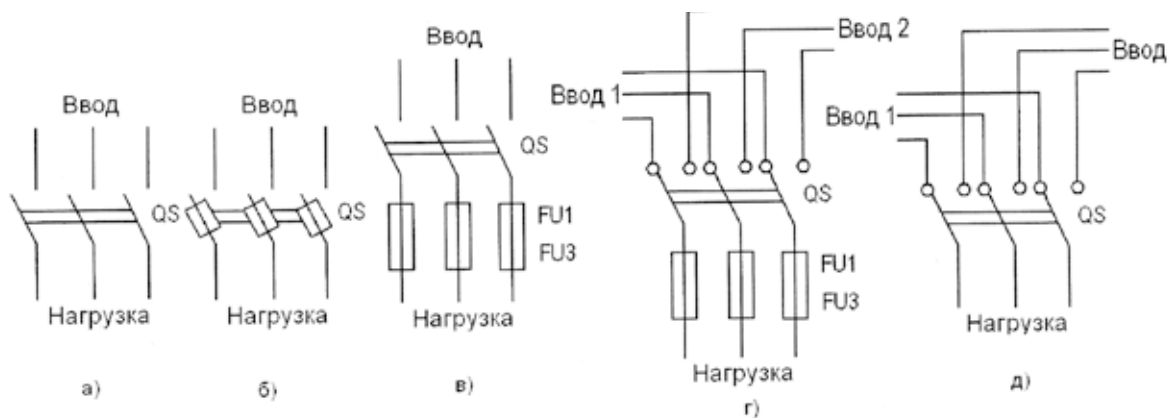 Ввод
QS
Нагрузка
а)
Ввод
QS
Нагрузка
б)
Ввод
QS
FU1
FU3
Нагрузка
в)
Ввод 2
Ввод 1
QS
FU1
FU3
Нагрузка
г)
Ввод
Ввод 1
QS
Нагрузка
д)